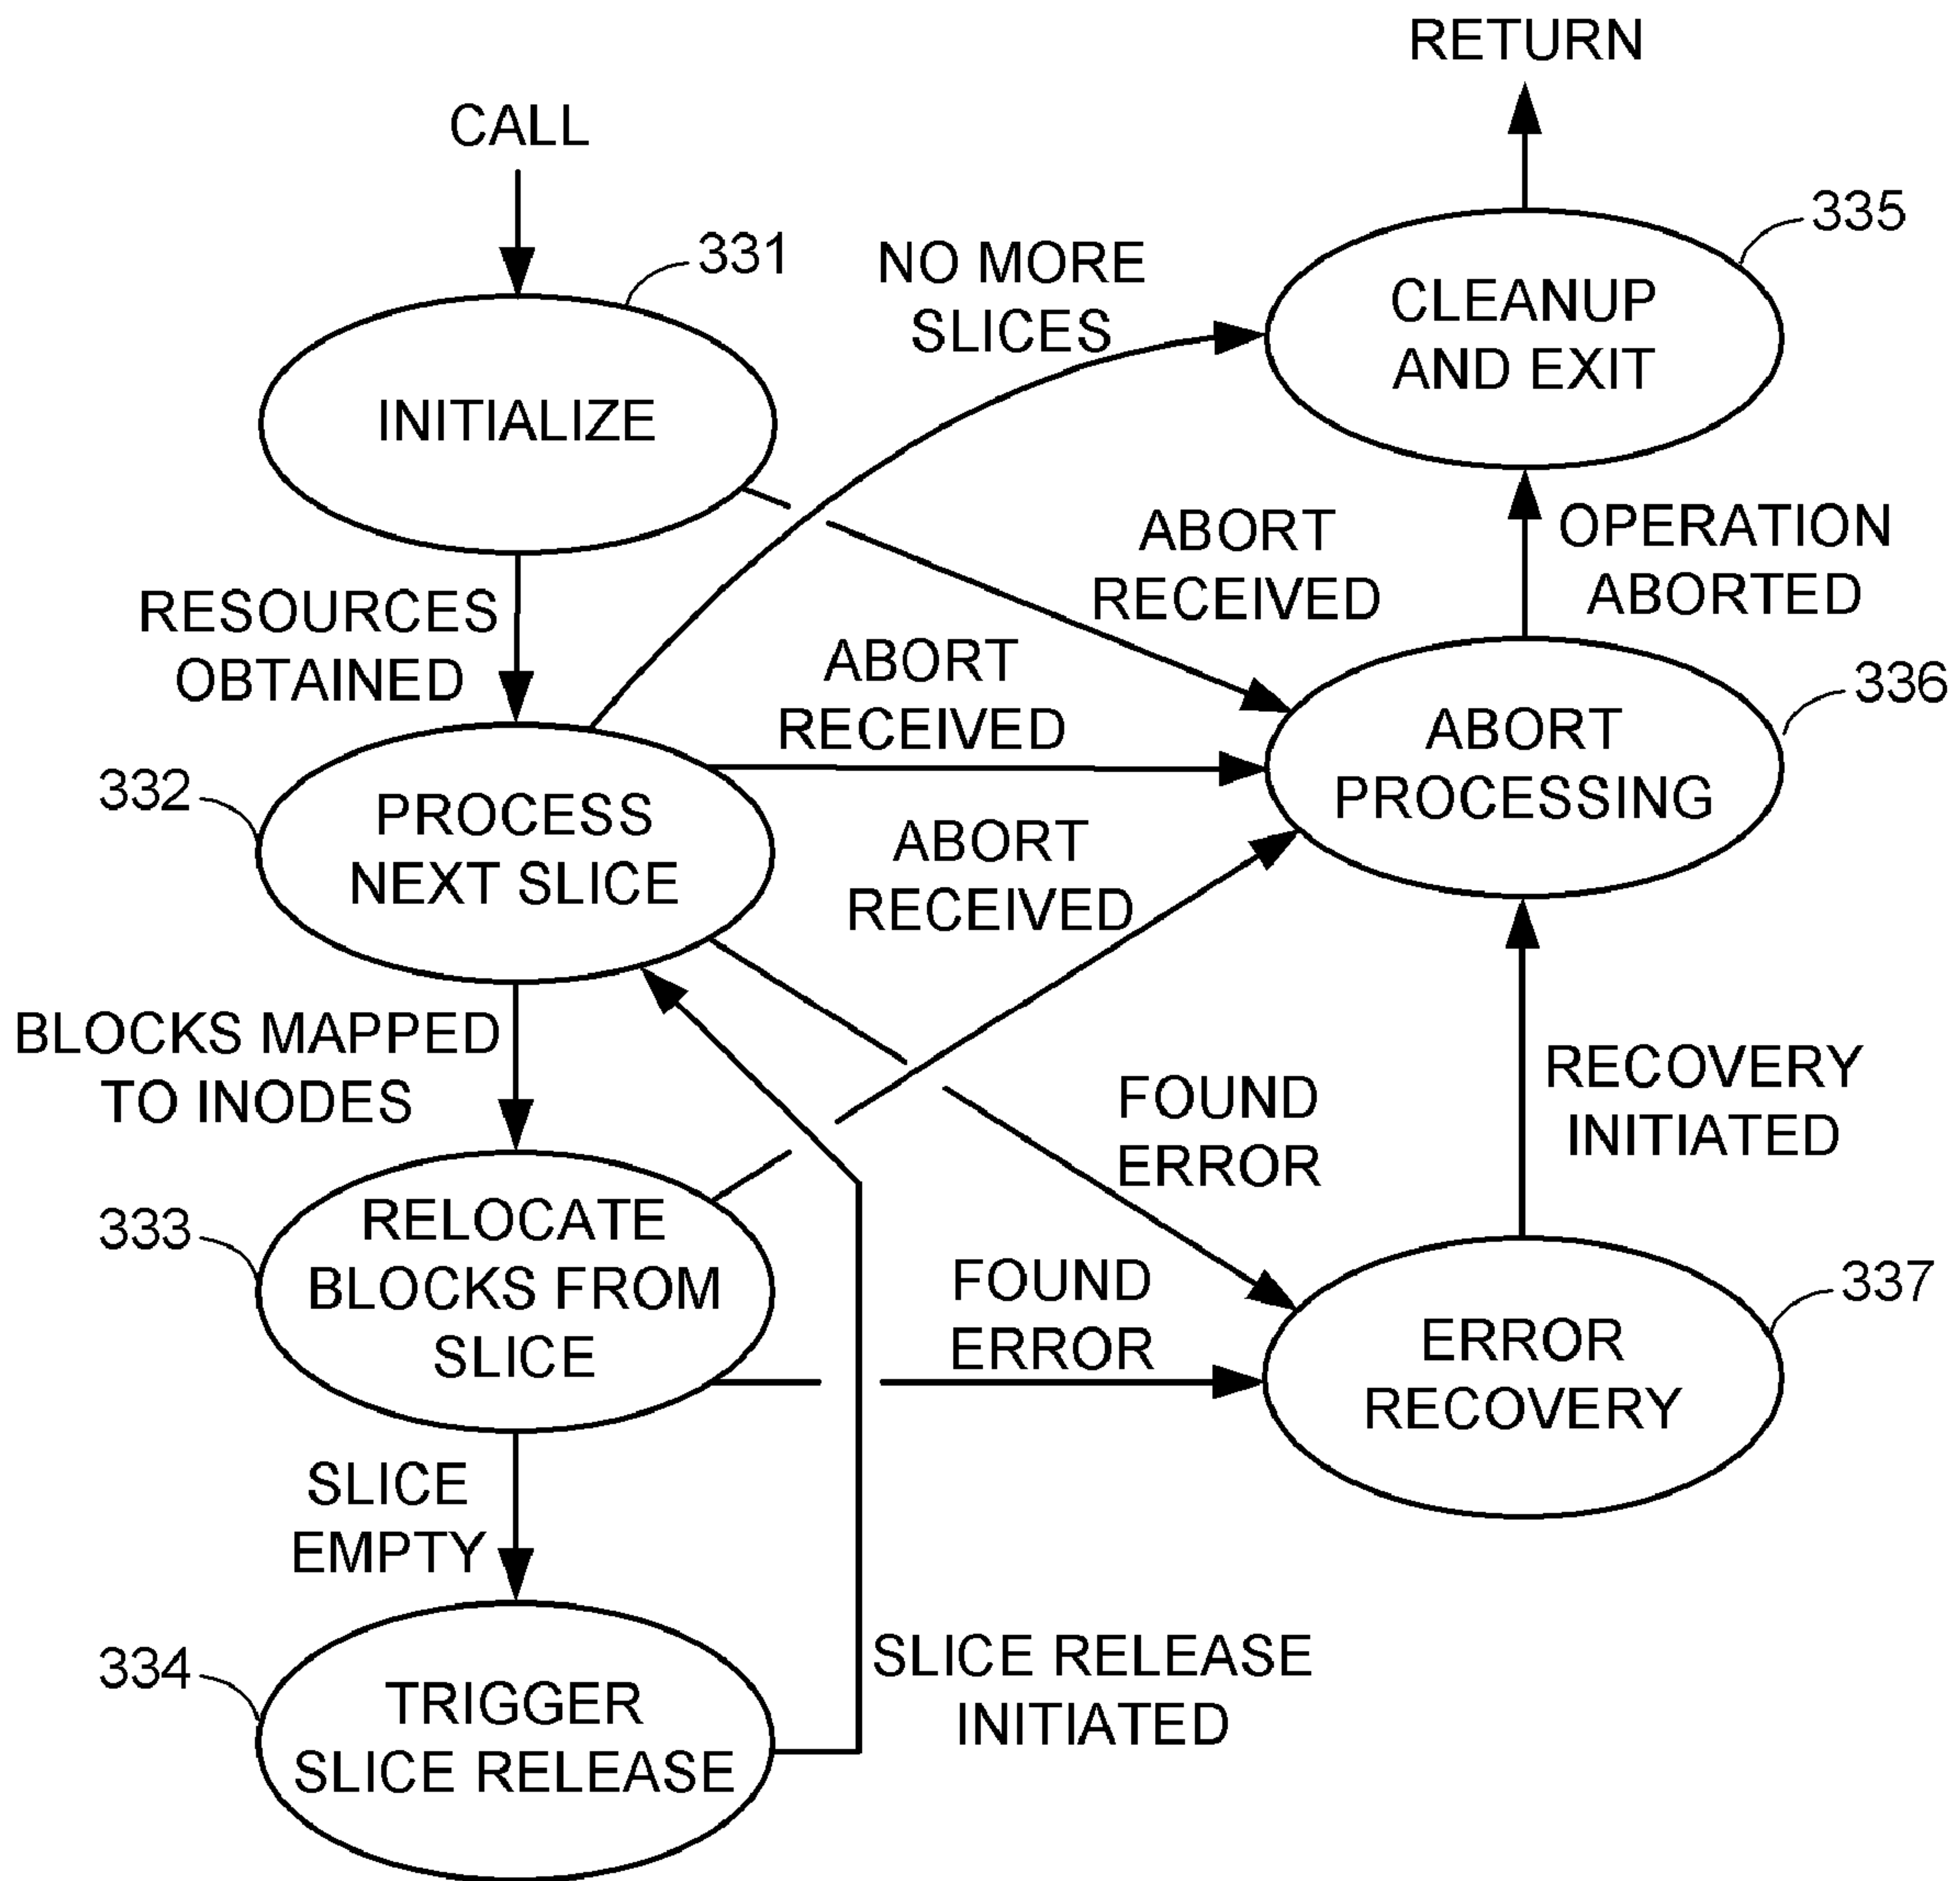 RETURN
CALL
331
335
NO MORE
SLICES
CLEANUP
AND EXIT
INITIALIZE
ABORT
RECEIVED
OPERATION
ABORTED
RESOURCES
OBTAINED
ABORT
RECEIVED
336
ABORT
PROCESSING
332
PROCESS
NEXT SLICE
ABORT
RECEIVED
BLOCKS MAPPED
TO INODES
FOUND
ERROR
RECOVERY
INITIATED
333
RELOCATE
BLOCKS FROM
SLICE
FOUND
ERROR
337
ERROR
RECOVERY
SLICE
EMPTY
334
TRIGGER
SLICE RELEASE
SLICE RELEASE
INITIATED